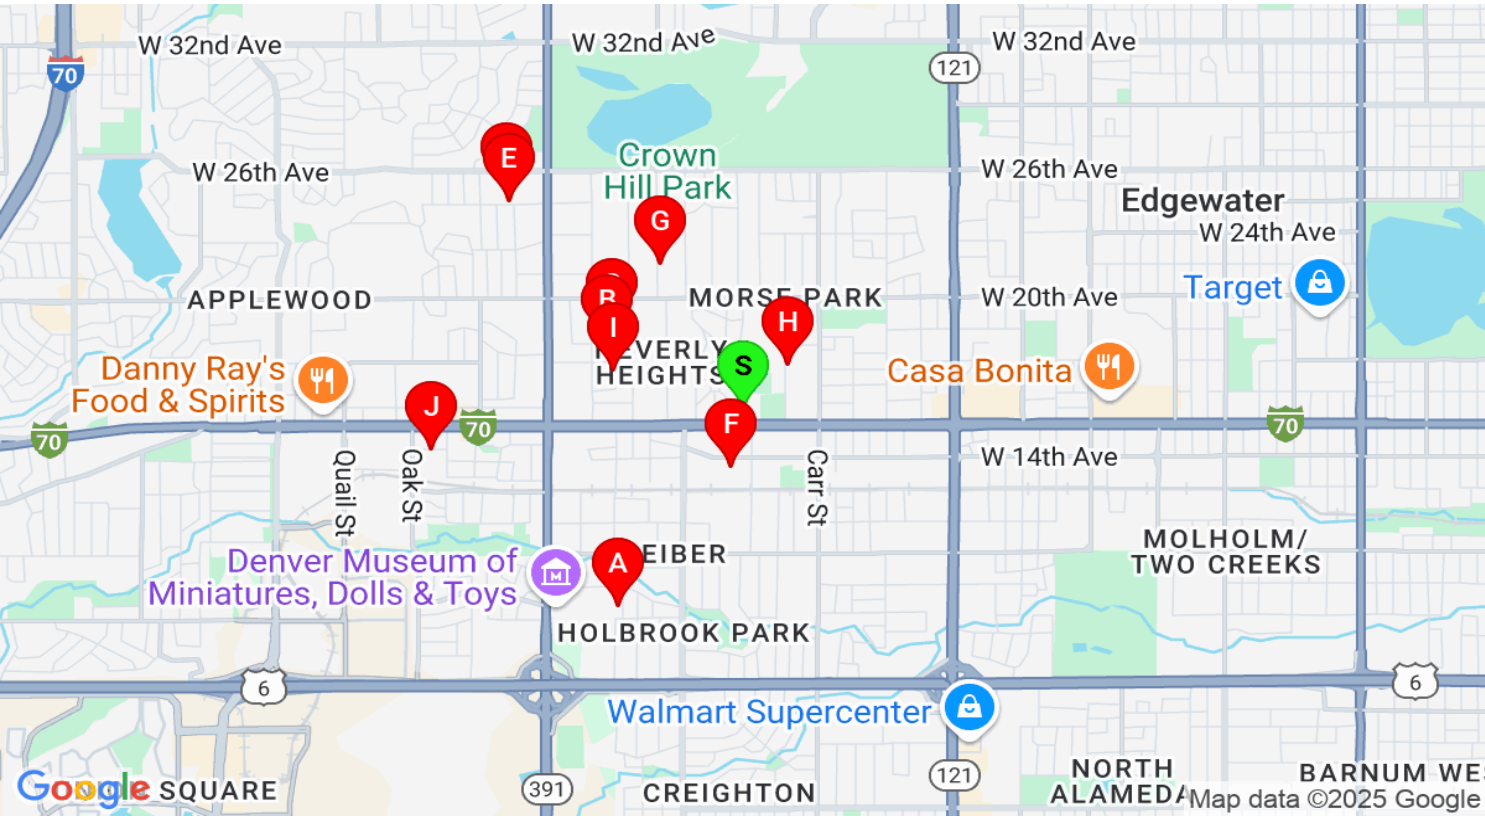 W 32nd Ave
W 32nd Ave
W 32nd Ave
70
121
E
W 26th Ave
Crown
Hill Park
W 26th Ave
Edgewater
G
W 24th Ave
APPLEWOOD
B
MORSE PARK
W 20th Ave
Target
I
H
BEVERLY
HEIGHTS
S
Danny Ray's
Food & Spirits
Casa Bonita
J
F
70
70
70
Quail St
Oak St
Carr St
W 14th Ave
A
EIBER
MOLHOLM/
TWO CREEKS
Denver Museum of
Miniatures, Dolls & Toys
M
HOLBROOK PARK
6
6
Walmart Supercenter
391
121
NORTH
ALAMEDA
BARNUM WES
Google
SQUARE
CREIGHTON
Map data ©2025 Google